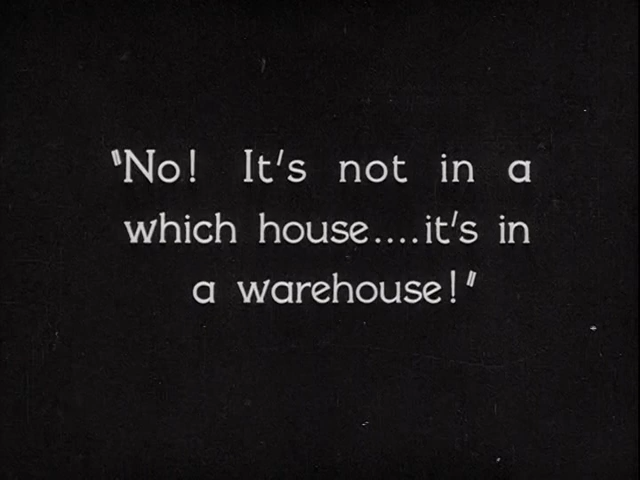 "No! It's not in a
which house....it's in
a warehouse!"